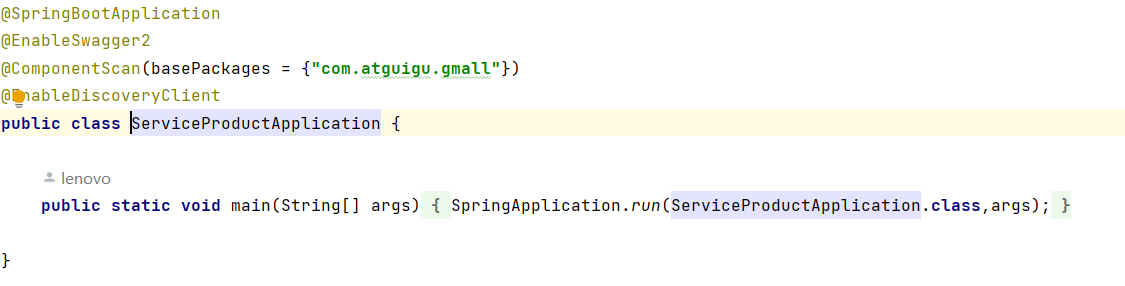 @SpringBootApplication
@EnableSwagger2
@ComponentScan(basePackages = {"com.atguigu.gmall"})
@EnableDiscoveryClient
public class ServiceProductApplication {
lenovo
public static void main(String[] args) { SpringApplication.run(ServiceProductApplication.class,args); }
}